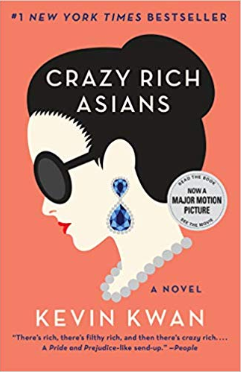 #1 NEW YORK TIMES BESTSELLER
CRAZY RICH
ASIANS
READ THE BOOK
NOW A
MAJOR MOTION
PICTURE
SEE THE MOVIE
A NOVEL
KEVIN KWAN
"There's rich, there's filthy rich, and then there's crazy rich. . . .
A Pride and Prejudice-like send-up." —People